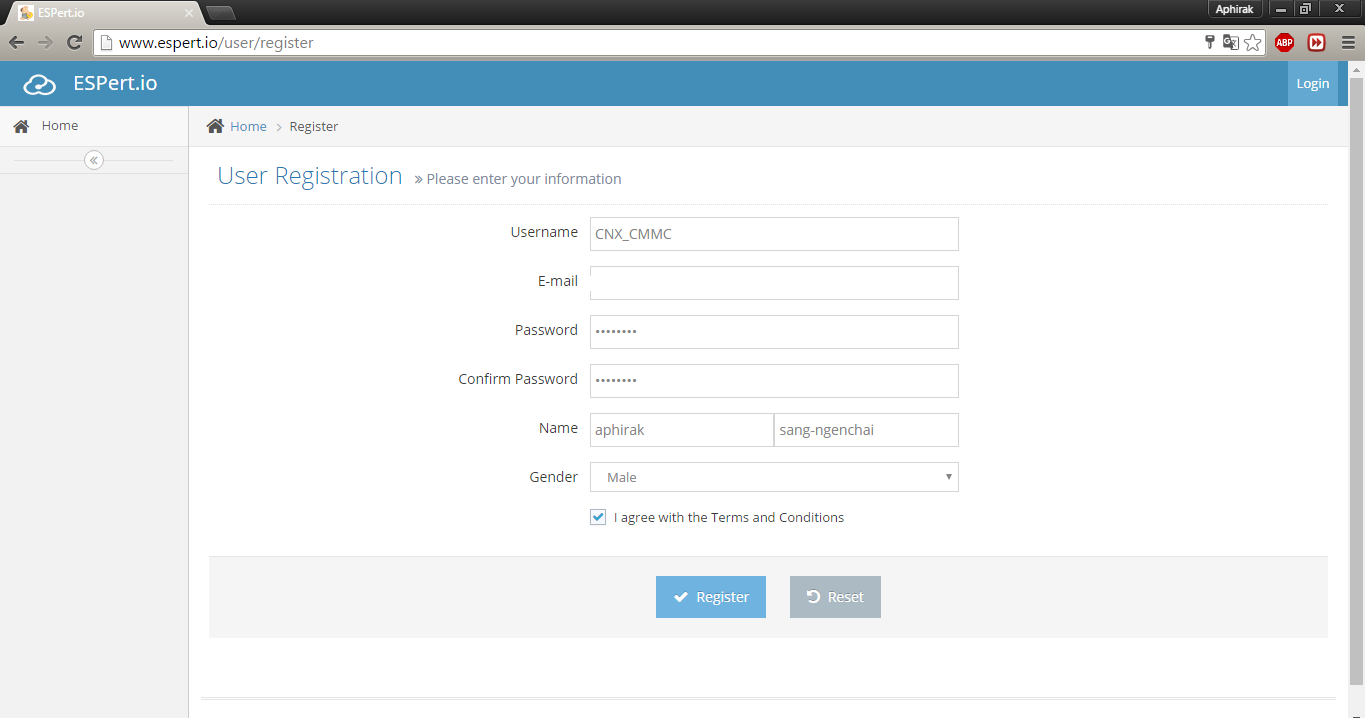 ESPert.io
Aphirak
www.espert.io/user/register
ABP
ESPert.io
Login
Home
Home > Register
User Registration » Please enter your information
Username CNX_CMMC
E-mail
Password ••••••••
Confirm Password ••••••••
Name aphirak sang-ngenchai
Gender Male
I agree with the Terms and Conditions
Register Reset